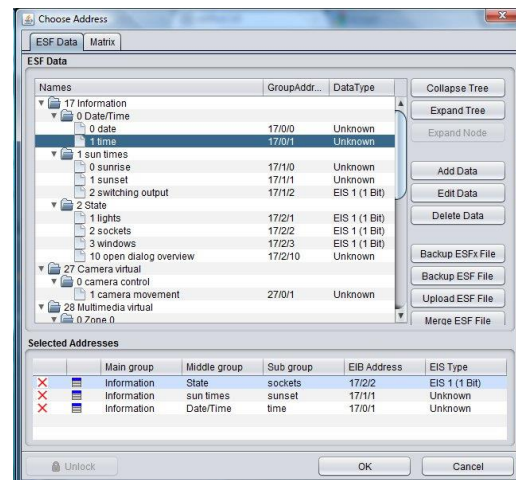 Choose Address
ESF Data Matrix
ESF Data
Names GroupAddr... DataType
17 Information
0 Date/Time
0 date 17/0/0 Unknown
1 time 17/0/1 Unknown
1 sun times
0 sunrise 17/1/0 Unknown
1 sunset 17/1/1 Unknown
2 switching output 17/1/2 EIS 1 (1 Bit)
2 State
1 lights 17/2/1 EIS 1 (1 Bit)
2 sockets 17/2/2 EIS 1 (1 Bit)
3 windows 17/2/3 EIS 1 (1 Bit)
10 open dialog overview 17/2/10 Unknown
27 Camera virtual
0 camera control
1 camera movement 27/0/1 Unknown
28 Multimedia virtual
0 Zone 0
Collapse Tree
Expand Tree
Expand Node
Add Data
Edit Data
Delete Data
Backup ESFx File
Backup ESF File
Upload ESF File
Merge ESF File
Selected Addresses
Main group Middle group Sub group EIB Address EIS Type
Information State sockets 17/2/2 EIS 1 (1 Bit)
Information sun times sunset 17/1/1 Unknown
Information Date/Time time 17/0/1 Unknown
Unlock OK Cancel